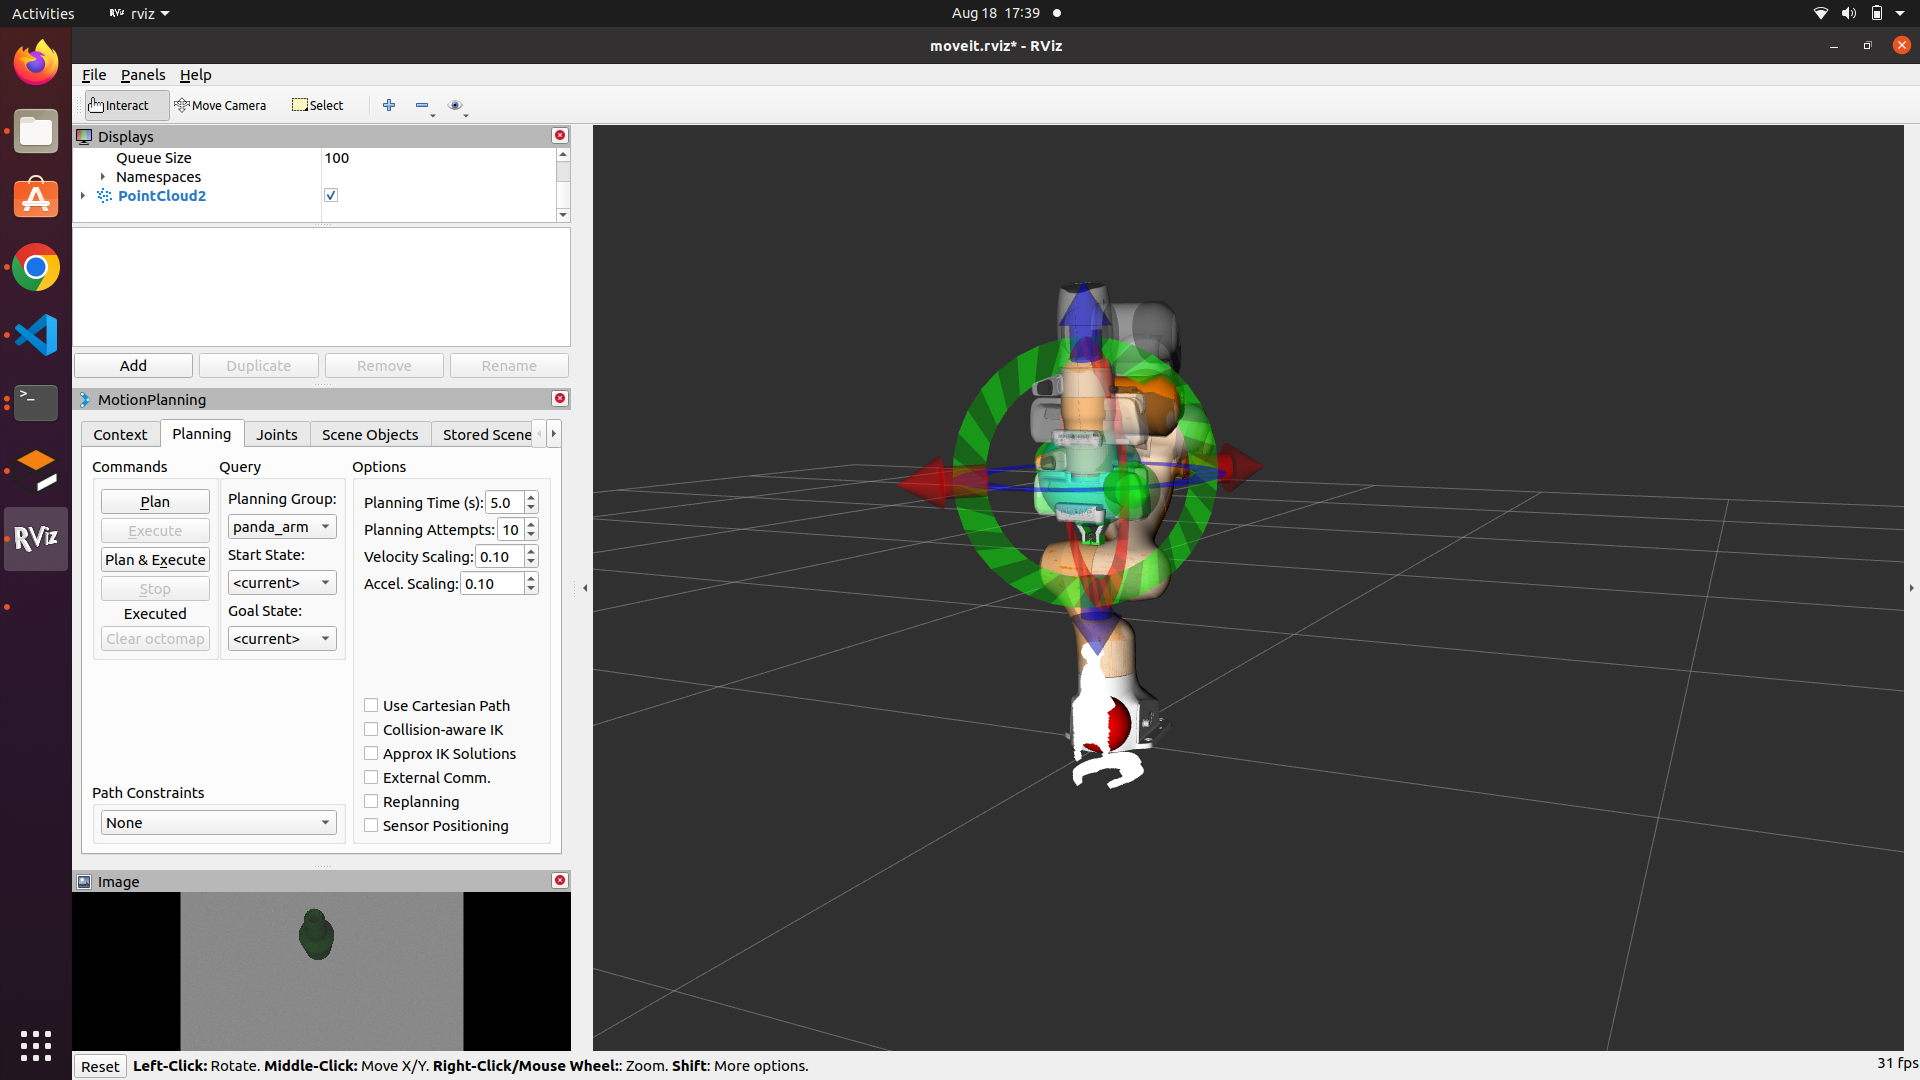 Activities
RViz rviz
Aug 18 17:39
moveit.rviz* - RViz
File Panels Help
Interact Move Camera Select
Displays
Queue Size 100
Namespaces
PointCloud2
Add Duplicate Remove Rename
MotionPlanning
Context Planning Joints Scene Objects Stored Scene
Commands Query Options
Plan
Execute
Plan & Execute
Stop
Executed
Clear octomap
Planning Group:
panda_arm
Start State:
<current>
Goal State:
<current>
Planning Time (s): 5.0
Planning Attempts: 10
Velocity Scaling: 0.10
Accel. Scaling: 0.10
Use Cartesian Path
Collision-aware IK
Approx IK Solutions
External Comm.
Replanning
Sensor Positioning
Path Constraints
None
RViz
Image
Reset Left-Click: Rotate. Middle-Click: Move X/Y. Right-Click/Mouse Wheel:: Zoom. Shift: More options.
31 fps